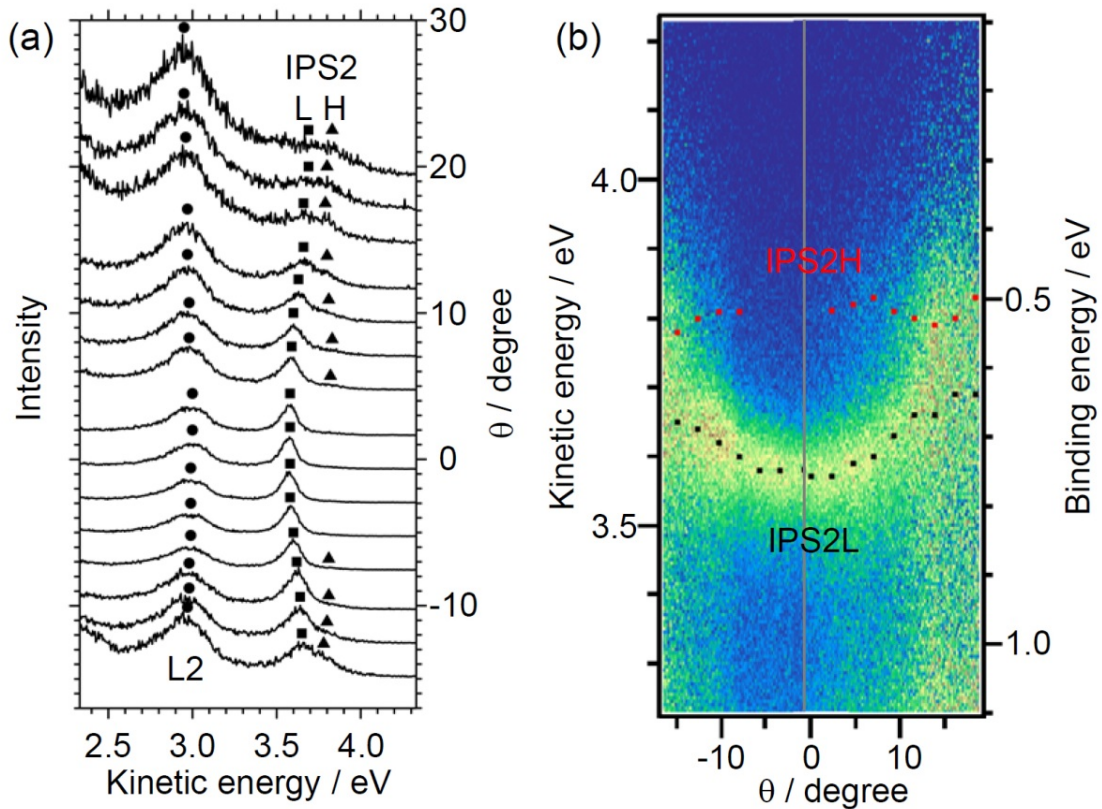 (a)
IPS2
L H
L2
Intensity
30
20
10
0
-10
θ / degree
2.5 3.0 3.5 4.0
Kinetic energy / eV
(b)
IPS2H
IPS2L
Kinetic energy / eV
4.0
3.5
Binding energy / eV
0.5
1.0
-10 0 10
θ / degree